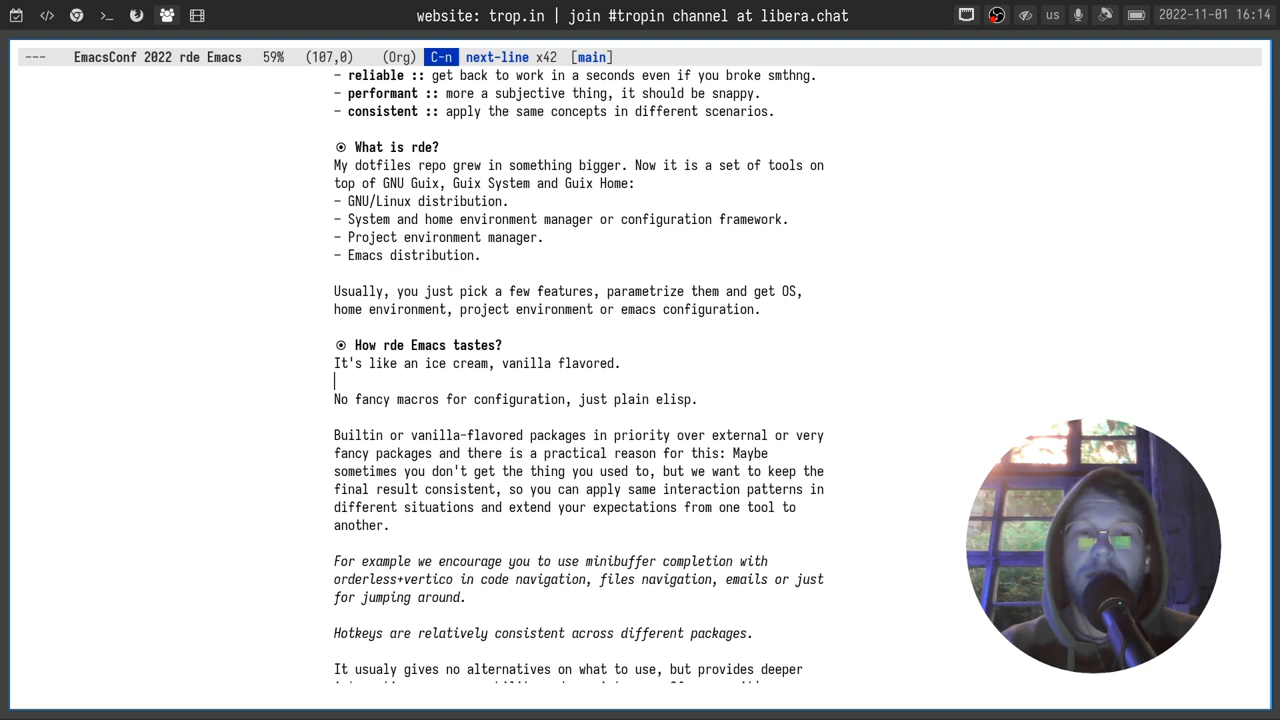 website: trop.in | join #tropin channel at libera.chat
us
2022-11-01 16:14
--- EmacsConf 2022 rde Emacs 59% (107,0) (Org) C-n next-line x42 [main]
- reliable :: get back to work in a seconds even if you broke smthng.
- performant :: more a subjective thing, it should be snappy.
- consistent :: apply the same concepts in different scenarios.
What is rde?
My dotfiles repo grew in something bigger. Now it is a set of tools on
top of GNU Guix, Guix System and Guix Home:
- GNU/Linux distribution.
- System and home environment manager or configuration framework.
- Project environment manager.
- Emacs distribution.
Usually, you just pick a few features, parametrize them and get OS,
home environment, project environment or emacs configuration.
How rde Emacs tastes?
It's like an ice cream, vanilla flavored.
No fancy macros for configuration, just plain elisp.
Builtin or vanilla-flavored packages in priority over external or very
fancy packages and there is a practical reason for this: Maybe
sometimes you don't get the thing you used to, but we want to keep the
final result consistent, so you can apply same interaction patterns in
different situations and extend your expectations from one tool to
another.
For example we encourage you to use minibuffer completion with
orderless+vertico in code navigation, files navigation, emails or just
for jumping around.
Hotkeys are relatively consistent across different packages.
It usualy gives no alternatives on what to use, but provides deeper